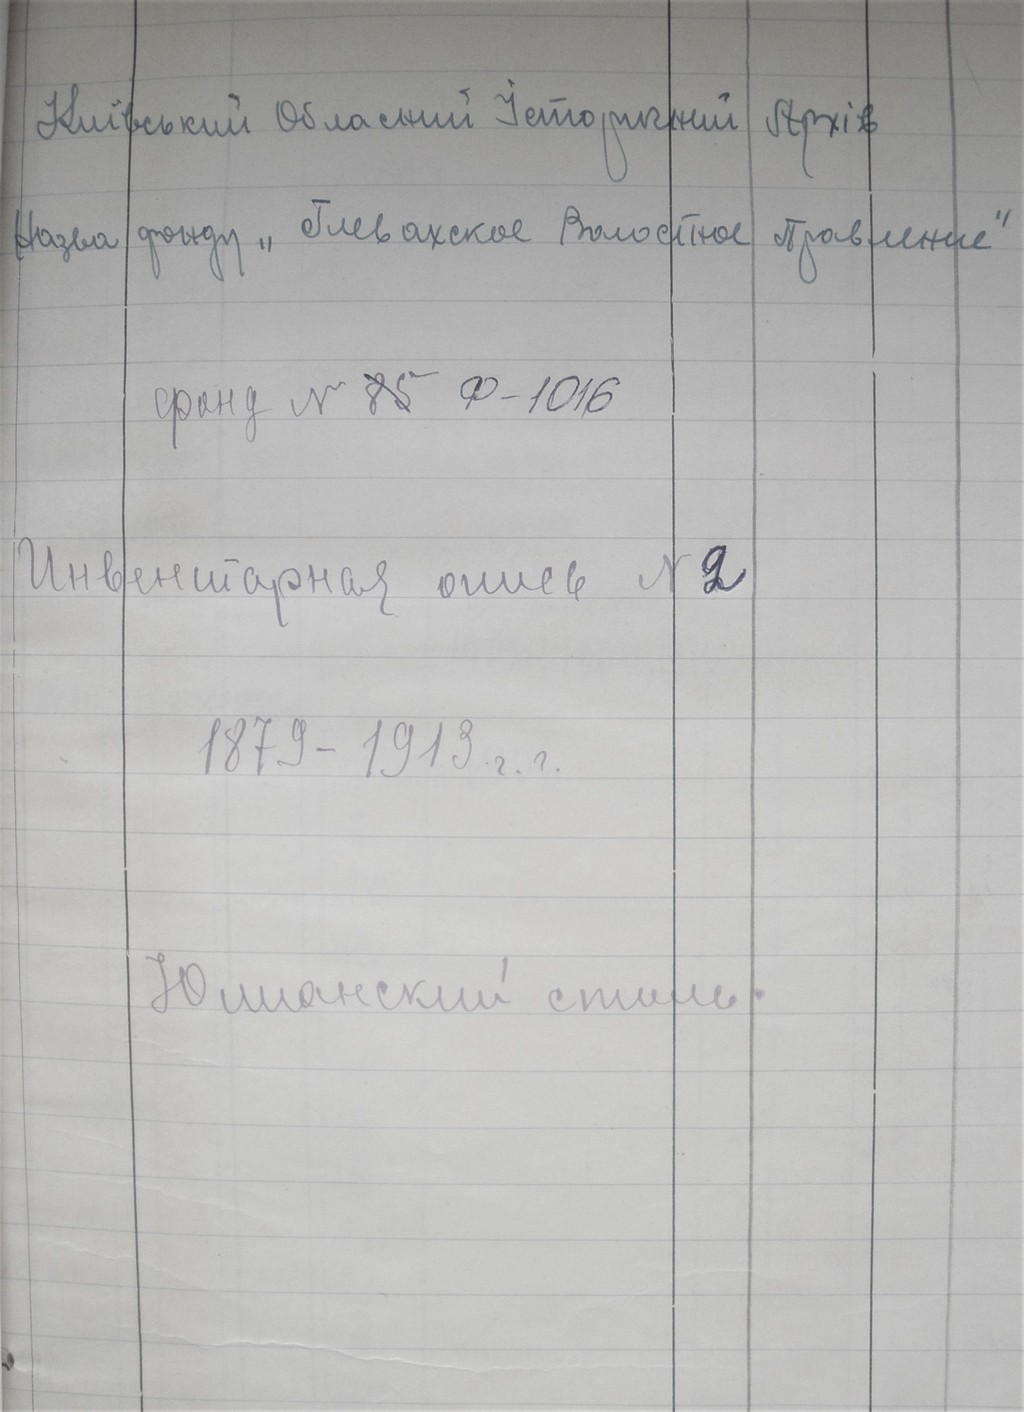 Київський Обласний Історичний Архів
Назва фонду „Глевахское Волостное Правление"
фонд № 85 Ф-1016
Инвентарная опись № 2
1879-1913 г.г.
Юлианский стиль.